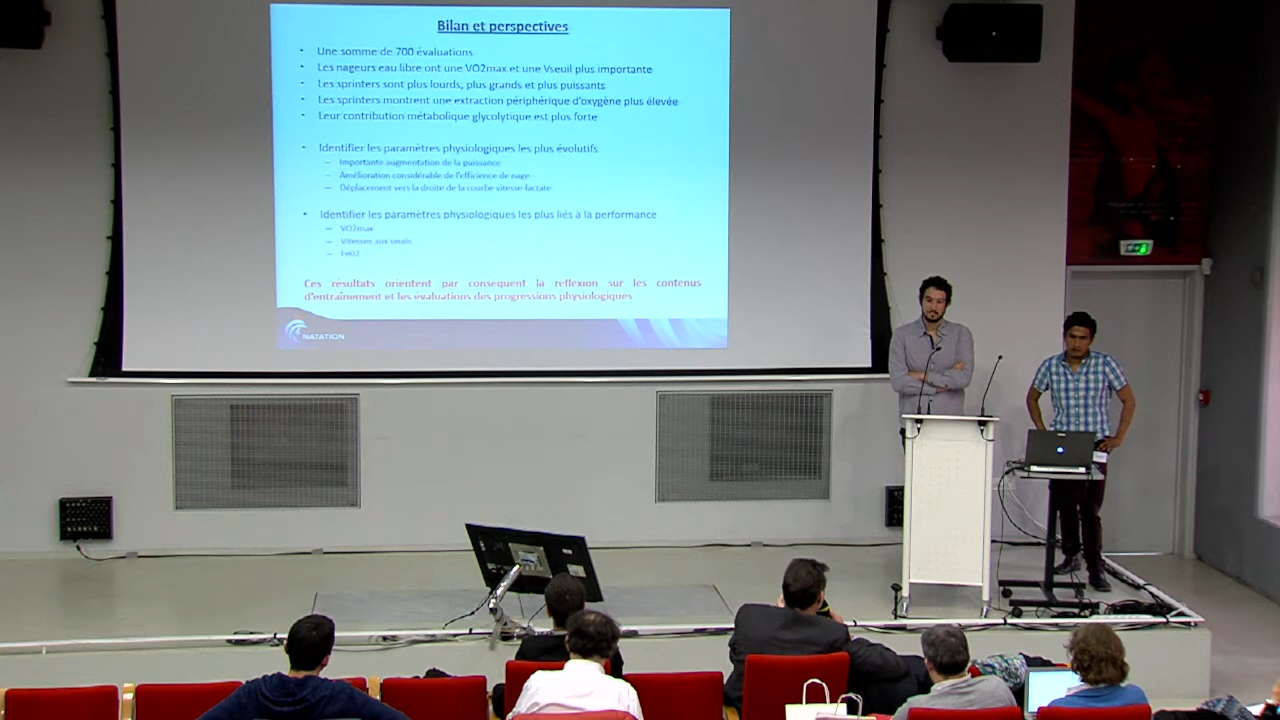 Bilan et perspectives
• Une somme de 700 évaluations
• Les nageurs eau libre ont une VO2max et une Vseuil plus importante
• Les sprinters sont plus lourds, plus grands et plus puissants
• Les sprinters montrent une extraction périphérique d'oxygène plus élevée
• Leur contribution métabolique glycolytique est plus forte
• Identifier les paramètres physiologiques les plus évolutifs
– Importante augmentation de la puissance
– Amélioration considérable de l'efficience de nage
– Déplacement vers la droite de la courbe vitesse-lactate
• Identifier les paramètres physiologiques les plus liés à la performance
– VO2max
– Vitesses aux seuils
Ces résultats orientent par conséquent la réflexion sur les contenus
d'entraînement et les évaluations des progressions physiologiques
NATATION